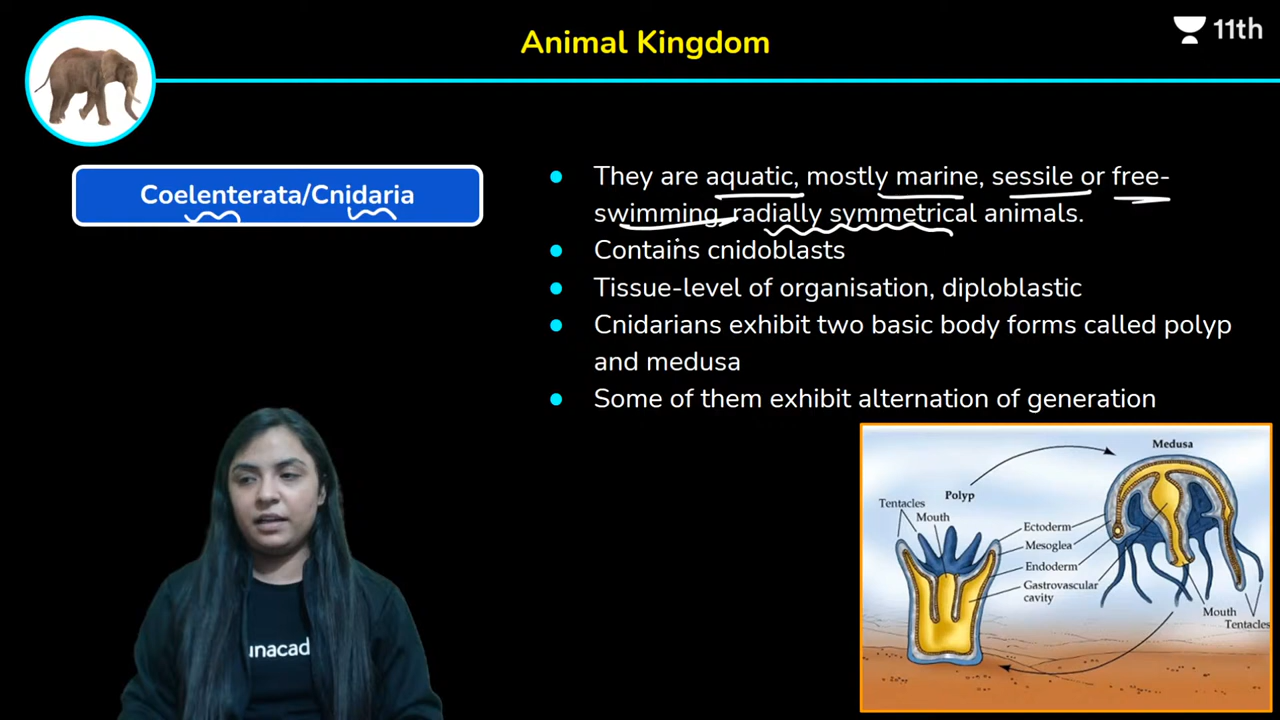 Animal Kingdom
11th
Coelenterata/Cnidaria
They are aquatic, mostly marine, sessile or free-
swimming, radially symmetrical animals.
Contains cnidoblasts
Tissue-level of organisation, diploblastic
Cnidarians exhibit two basic body forms called polyp
and medusa
Some of them exhibit alternation of generation
Medusa
Polyp
Tentacles
Mouth
Ectoderm
Mesoglea
Endoderm
Gastrovascular
cavity
Mouth
Tentacles
unacad